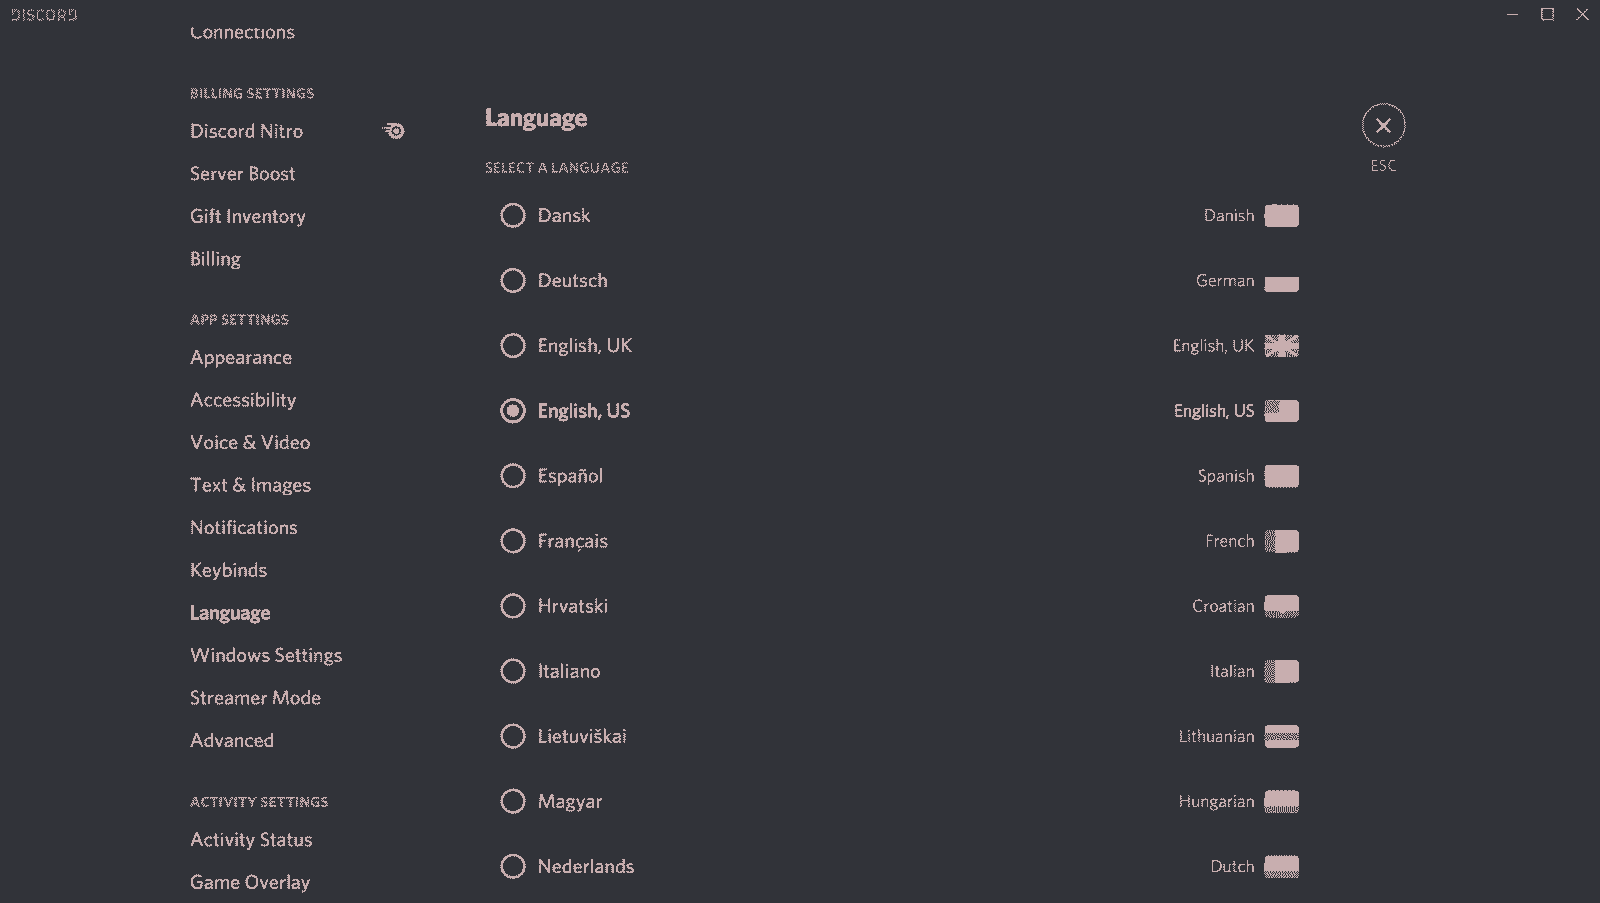 DISCORD
Connections
BILLING SETTINGS
Discord Nitro
Server Boost
Gift Inventory
Billing
APP SETTINGS
Appearance
Accessibility
Voice & Video
Text & Images
Notifications
Keybinds
Language
Windows Settings
Streamer Mode
Advanced
ACTIVITY SETTINGS
Activity Status
Game Overlay
Language
SELECT A LANGUAGE
Dansk Danish
Deutsch German
English, UK English, UK
English, US English, US
Español Spanish
Français French
Hrvatski Croatian
Italiano Italian
Lietuviškai Lithuanian
Magyar Hungarian
Nederlands Dutch
ESC